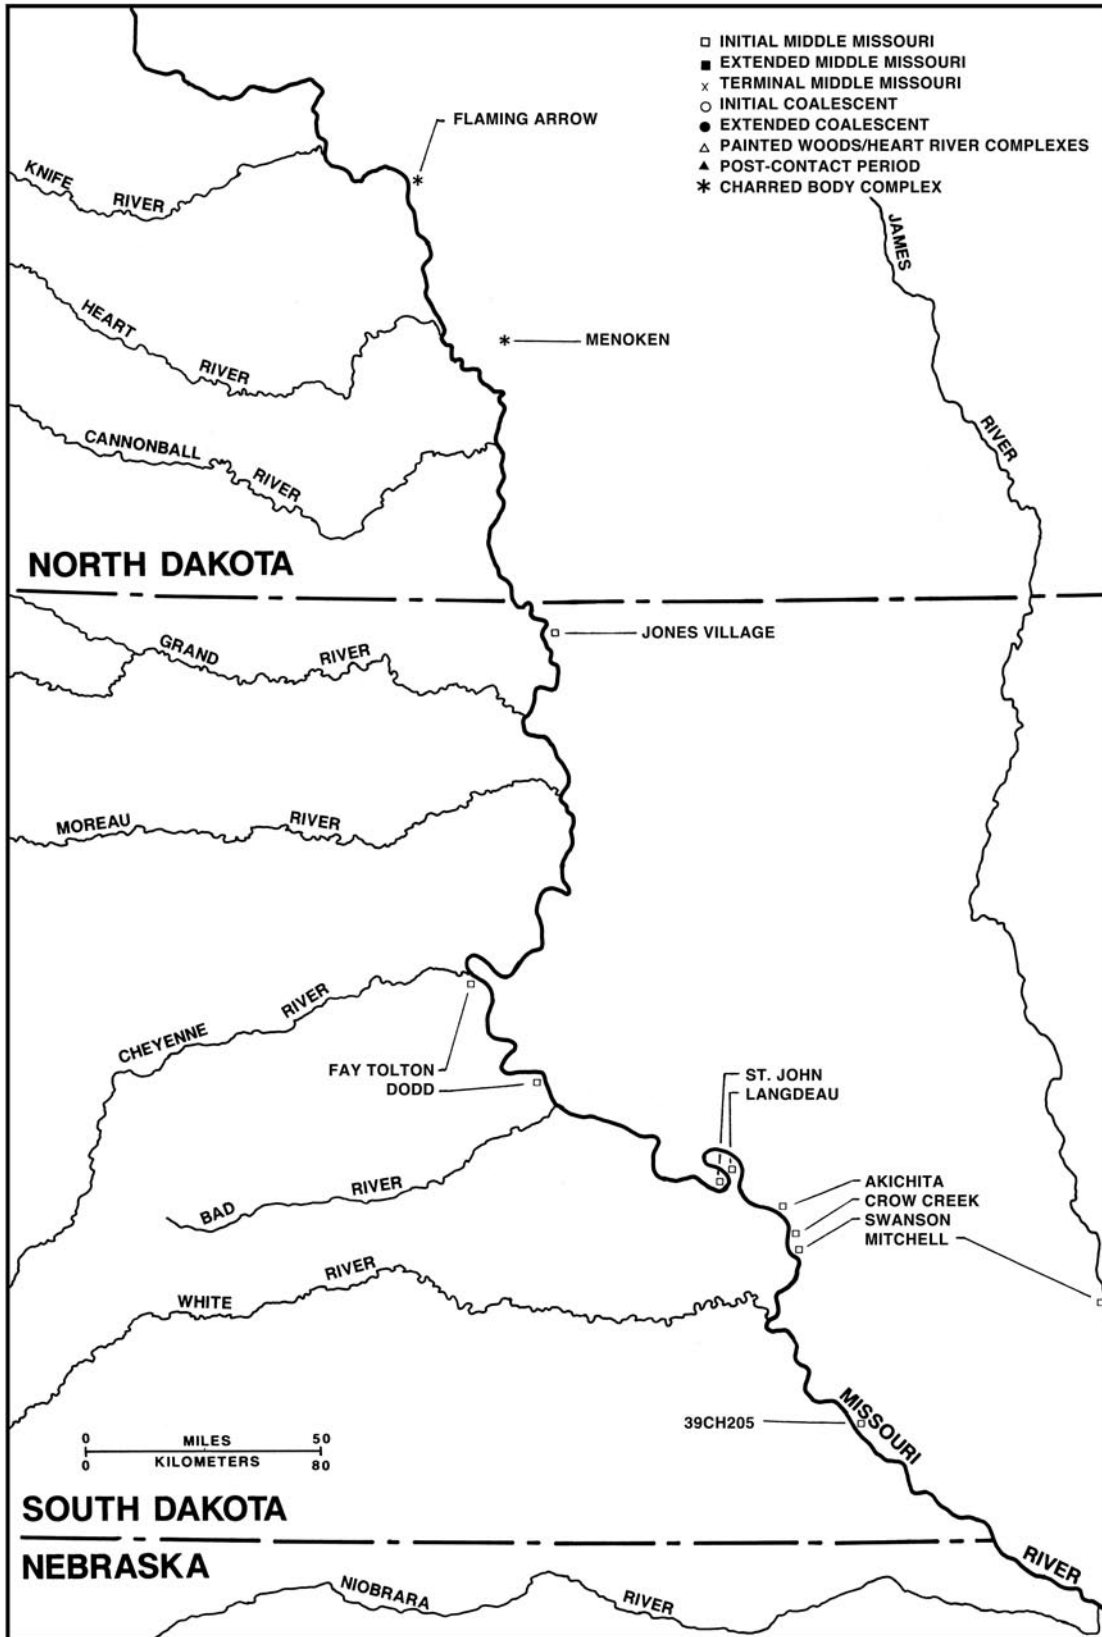 INITIAL MIDDLE MISSOURI
EXTENDED MIDDLE MISSOURI
TERMINAL MIDDLE MISSOURI
INITIAL COALESCENT
EXTENDED COALESCENT
PAINTED WOODS/HEART RIVER COMPLEXES
POST-CONTACT PERIOD
CHARRED BODY COMPLEX
FLAMING ARROW
KNIFE RIVER
JAMES RIVER
HEART RIVER
MENOKEN
CANNONBALL RIVER
NORTH DAKOTA
JONES VILLAGE
GRAND RIVER
MOREAU RIVER
CHEYENNE RIVER
FAY TOLTON
DODD
ST. JOHN
LANGDEAU
BAD RIVER
AKICHITA
CROW CREEK
SWANSON
MITCHELL
WHITE RIVER
39CH205
MISSOURI RIVER
0 MILES 50
0 KILOMETERS 80
SOUTH DAKOTA
NEBRASKA
NIOBRARA RIVER